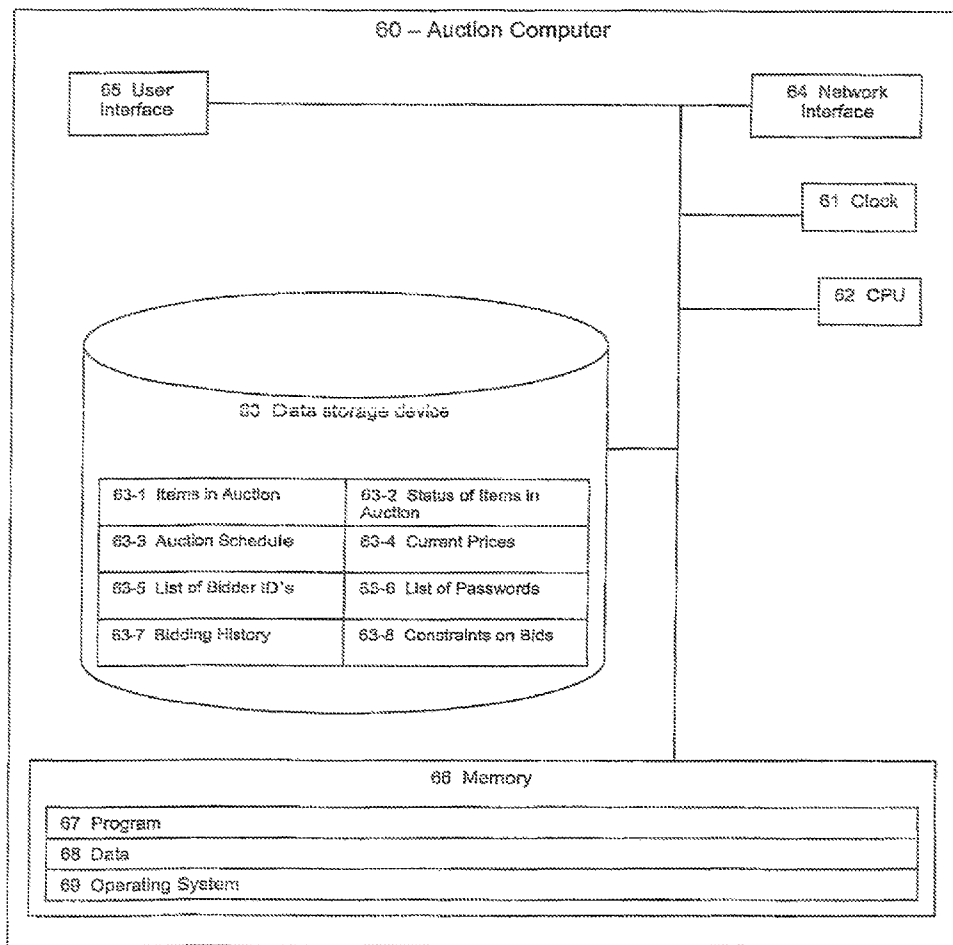 60 – Auction Computer
65 User
Interface
64 Network
Interface
61 Clock
62 CPU
63 Data storage device
63-1 Items in Auction
63-2 Status of Items in
Auction
63-3 Auction Schedule
63-4 Current Prices
63-5 List of Bidder ID's
63-6 List of Passwords
63-7 Bidding History
63-8 Constraints on Bids
66 Memory
67 Program
68 Data
69 Operating System